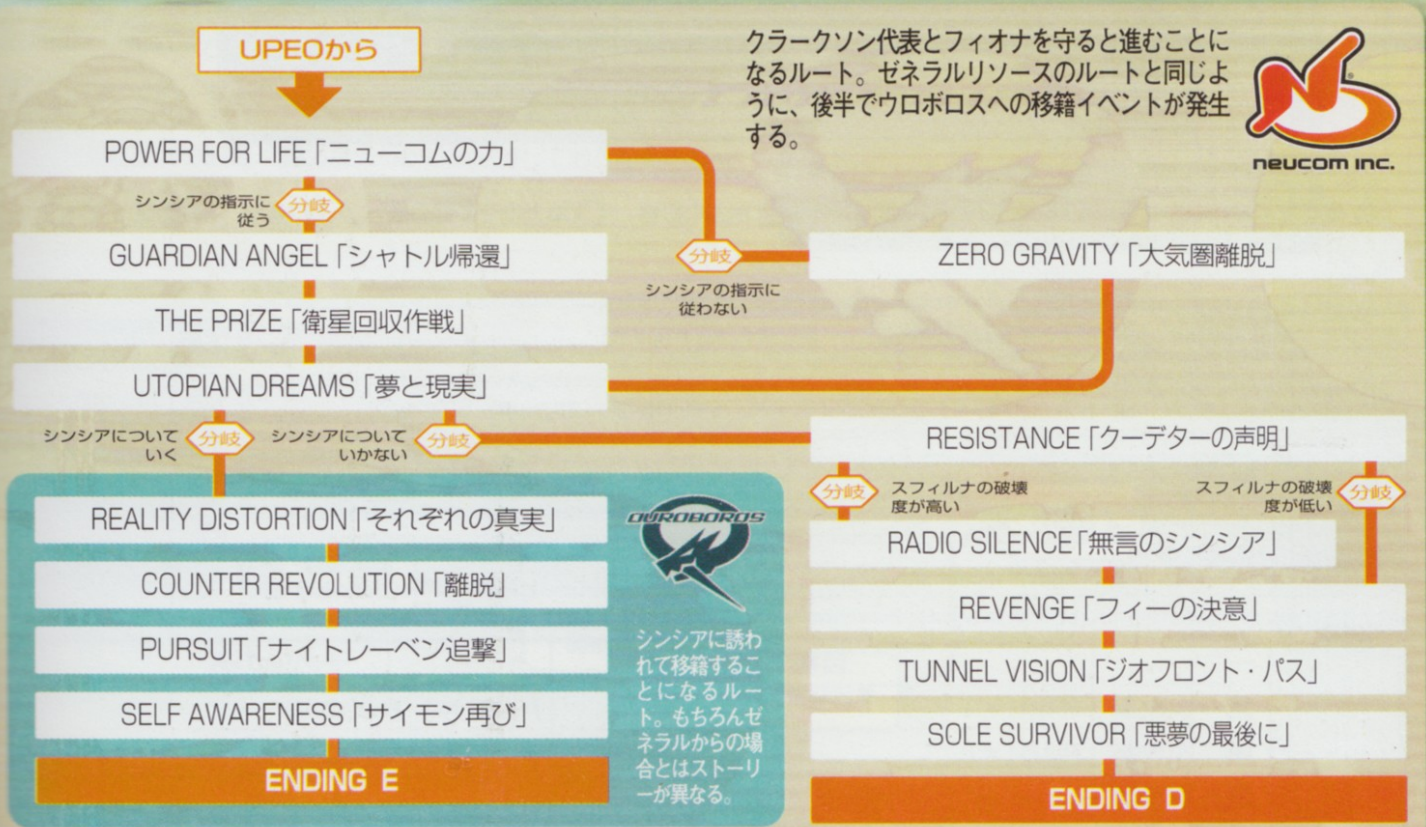 UPEOから
クラークソン代表とフィオナを守ると進むことに
なるルート。ゼネラルリソースのルートと同じよ
うに、後半でウロボロスへの移籍イベントが発生
する。
neucom inc.
POWER FOR LIFE「ニューコムの力」
シンシアの指示に
従う
分岐
GUARDIAN ANGEL「シャトル帰還」
分岐
シンシアの指示に
従わない
ZERO GRAVITY「大気圏離脱」
THE PRIZE「衛星回収作戦」
UTOPIAN DREAMS「夢と現実」
シンシアについて
いく
分岐
シンシアについて
いかない
分岐
RESISTANCE「クーデターの声明」
分岐
スフィルナの破壊
度が高い
スフィルナの破壊
度が低い
分岐
REALITY DISTORTION「それぞれの真実」
COUNTER REVOLUTION「離脱」
PURSUIT「ナイトレーベン追撃」
SELF AWARENESS「サイモン再び」
ENDING E
OUROBOROS
シンシアに誘わ
れて移籍するこ
とになるルー
ト。もちろんゼ
ネラルからの場
合とはストーリ
ーが異なる。
RADIO SILENCE「無言のシンシア」
REVENGE「フィーの決意」
TUNNEL VISION「ジオフロント・パス」
SOLE SURVIVOR「悪夢の最後に」
ENDING D